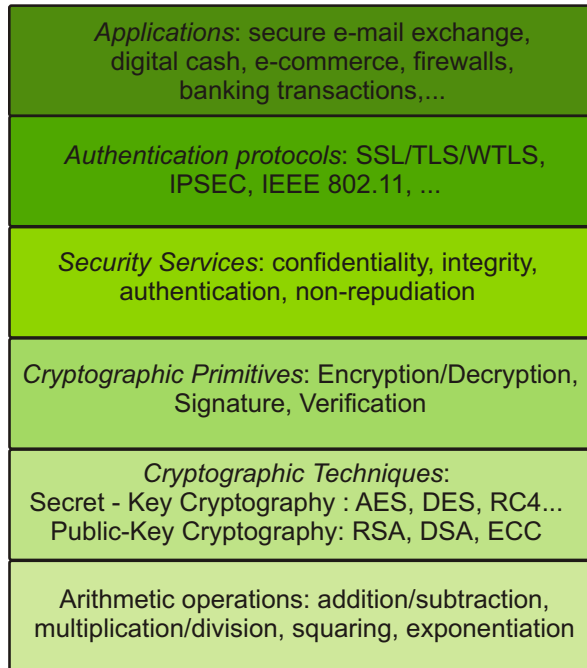 Applications: secure e-mail exchange,
digital cash, e-commerce, firewalls,
banking transactions,...
Authentication protocols: SSL/TLS/WTLS,
IPSEC, IEEE 802.11, ...
Security Services: confidentiality, integrity,
authentication, non-repudiation
Cryptographic Primitives: Encryption/Decryption,
Signature, Verification
Cryptographic Techniques:
Secret - Key Cryptography : AES, DES, RC4...
Public-Key Cryptography: RSA, DSA, ECC
Arithmetic operations: addition/subtraction,
multiplication/division, squaring, exponentiation